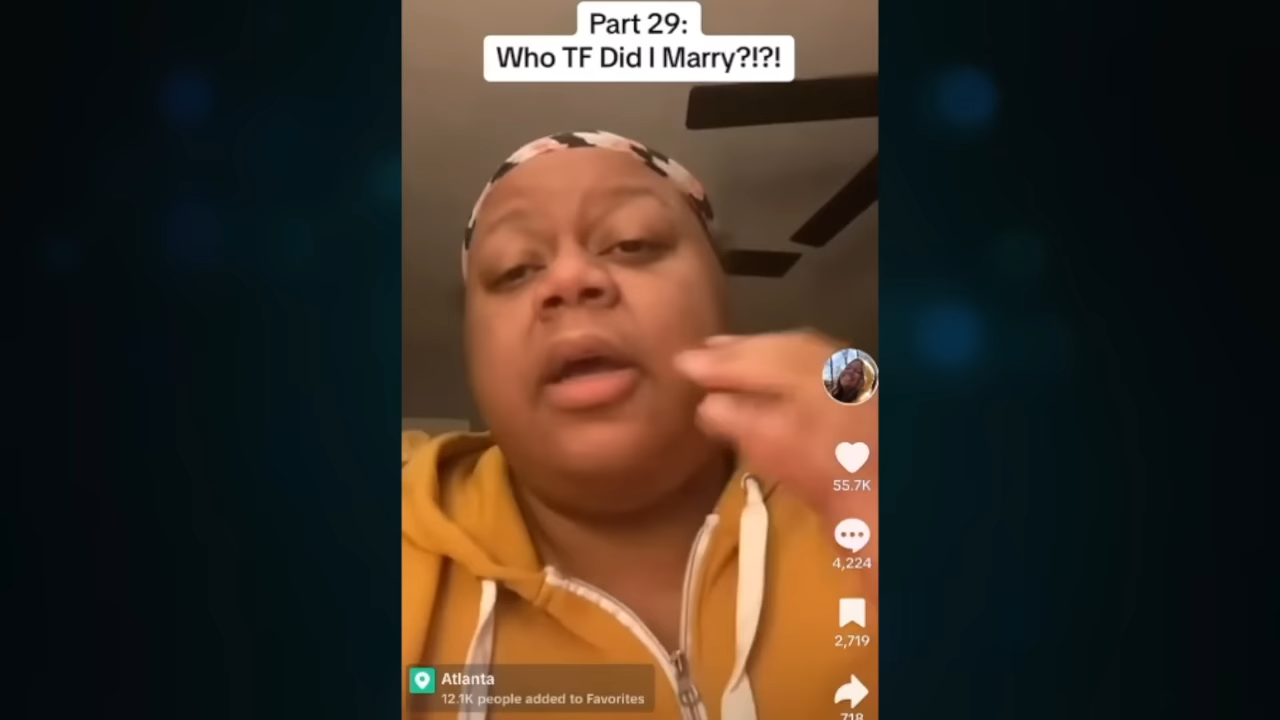 Part 29:
Who TF Did I Marry?!?!
55.7K
4,224
2,719
718
Atlanta
12.1K people added to Favorites